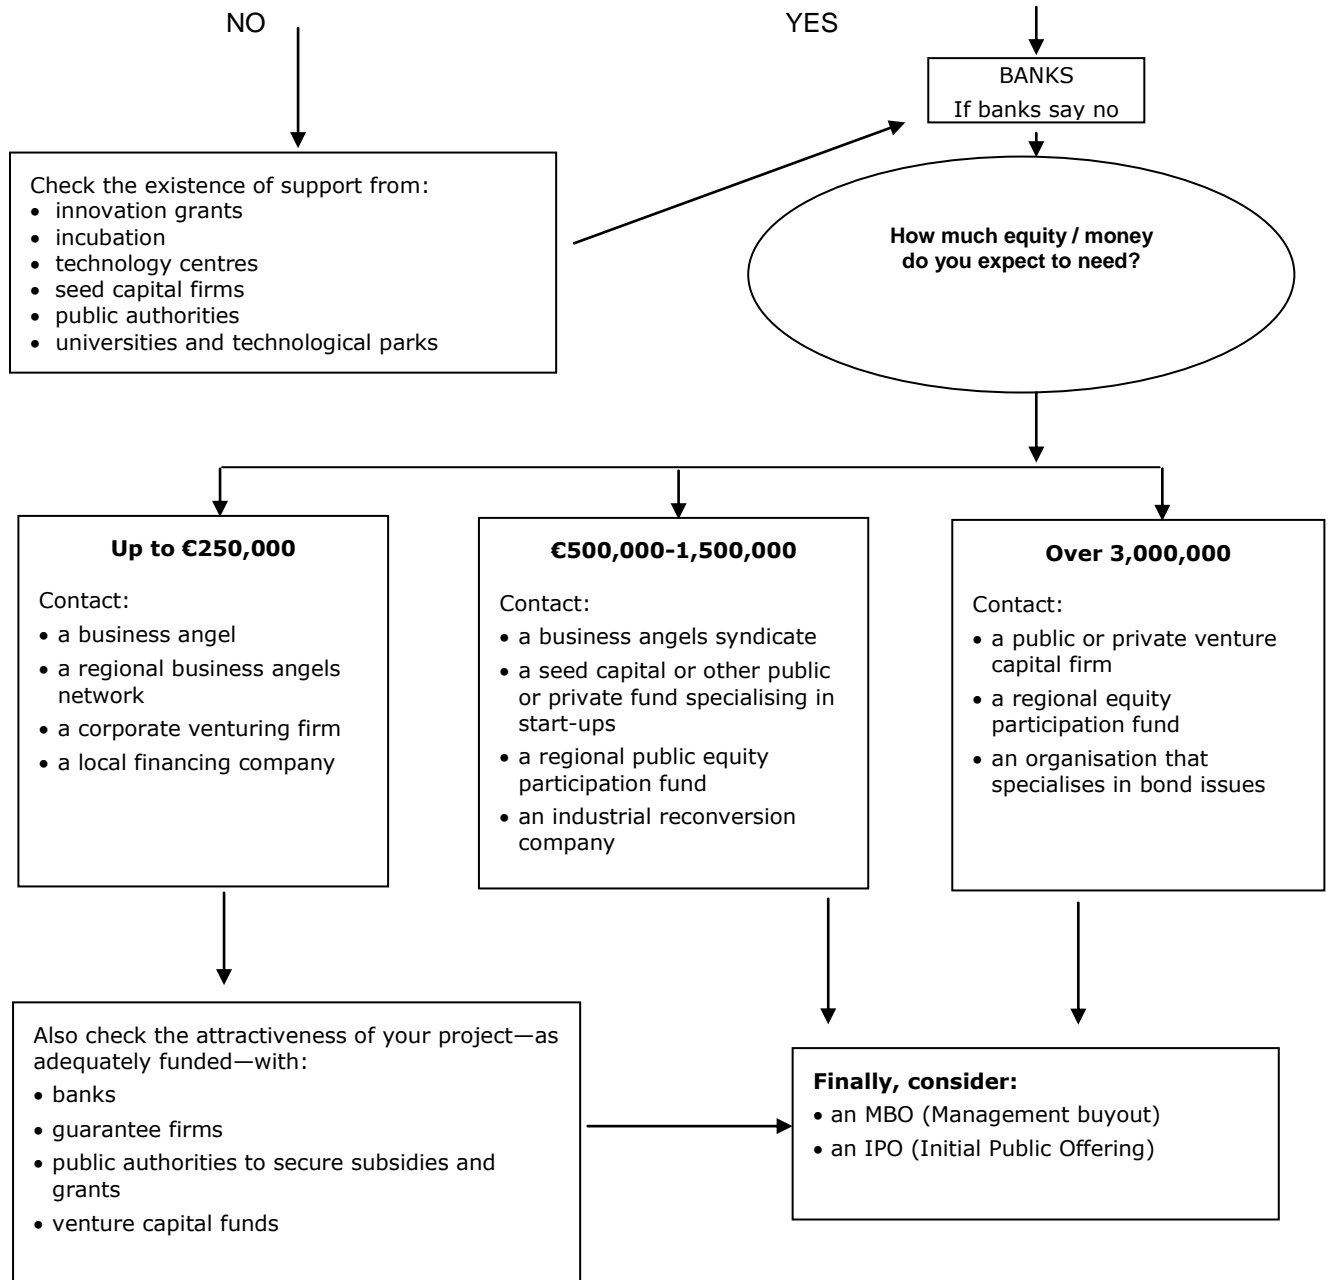 NO
YES
BANKS
If banks say no
Check the existence of support from:
• innovation grants
• incubation
• technology centres
• seed capital firms
• public authorities
• universities and technological parks
How much equity / money
do you expect to need?
Up to €250,000
Contact:
• a business angel
• a regional business angels
network
• a corporate venturing firm
• a local financing company
€500,000-1,500,000
Contact:
• a business angels syndicate
• a seed capital or other public
or private fund specialising in
start-ups
• a regional public equity
participation fund
• an industrial reconversion
company
Over 3,000,000
Contact:
• a public or private venture
capital firm
• a regional equity
participation fund
• an organisation that
specialises in bond issues
Also check the attractiveness of your project—as
adequately funded—with:
• banks
• guarantee firms
• public authorities to secure subsidies and
grants
• venture capital funds
Finally, consider:
• an MBO (Management buyout)
• an IPO (Initial Public Offering)